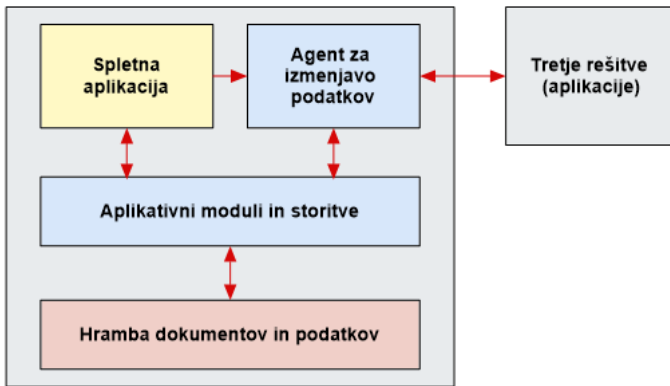 Spletna
aplikacija
Agent za
izmenjavo
podatkov
Tretje rešitve
(aplikacije)
Aplikativni moduli in storitve
Hramba dokumentov in podatkov